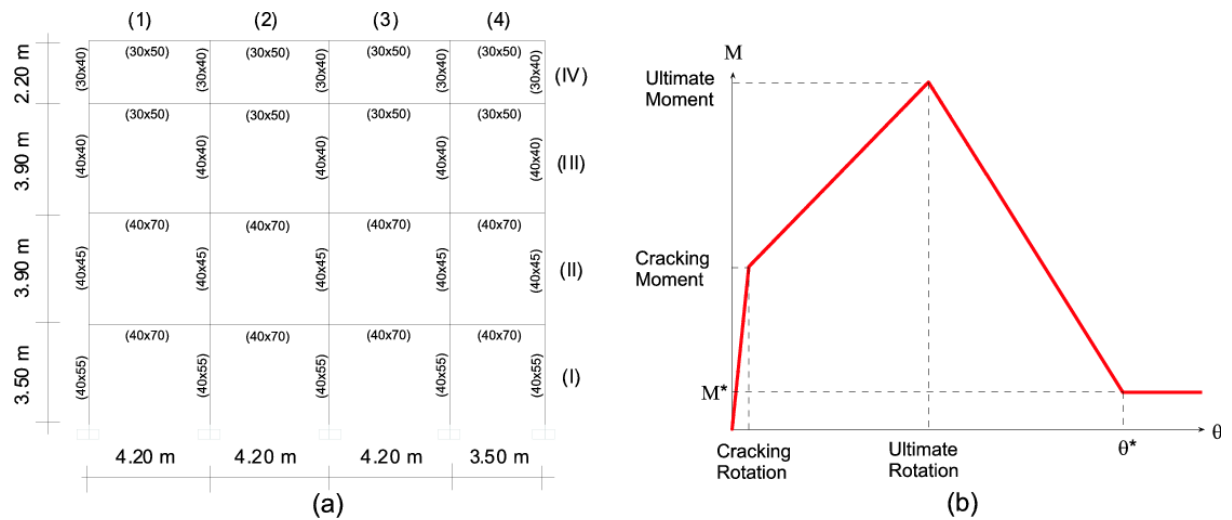 (1) (2) (3) (4)
2.20 m
(30x40) (30x50) (30x40) (30x50) (30x40) (30x50) (30x40) (30x50) (30x40)
(IV)
3.90 m
(30x50) (30x50) (30x50) (30x50)
(40x40) (40x40) (40x40) (40x40) (40x40)
(III)
3.90 m
(40x70) (40x70) (40x70) (40x70)
(40x45) (40x45) (40x45) (40x45) (40x45)
(II)
3.50 m
(40x70) (40x70) (40x70) (40x70)
(40x55) (40x55) (40x55) (40x55) (40x55)
(I)
4.20 m 4.20 m 4.20 m 3.50 m
(a)
M
Ultimate
Moment
Cracking
Moment
M*
θ
Cracking
Rotation
Ultimate
Rotation
θ*
(b)